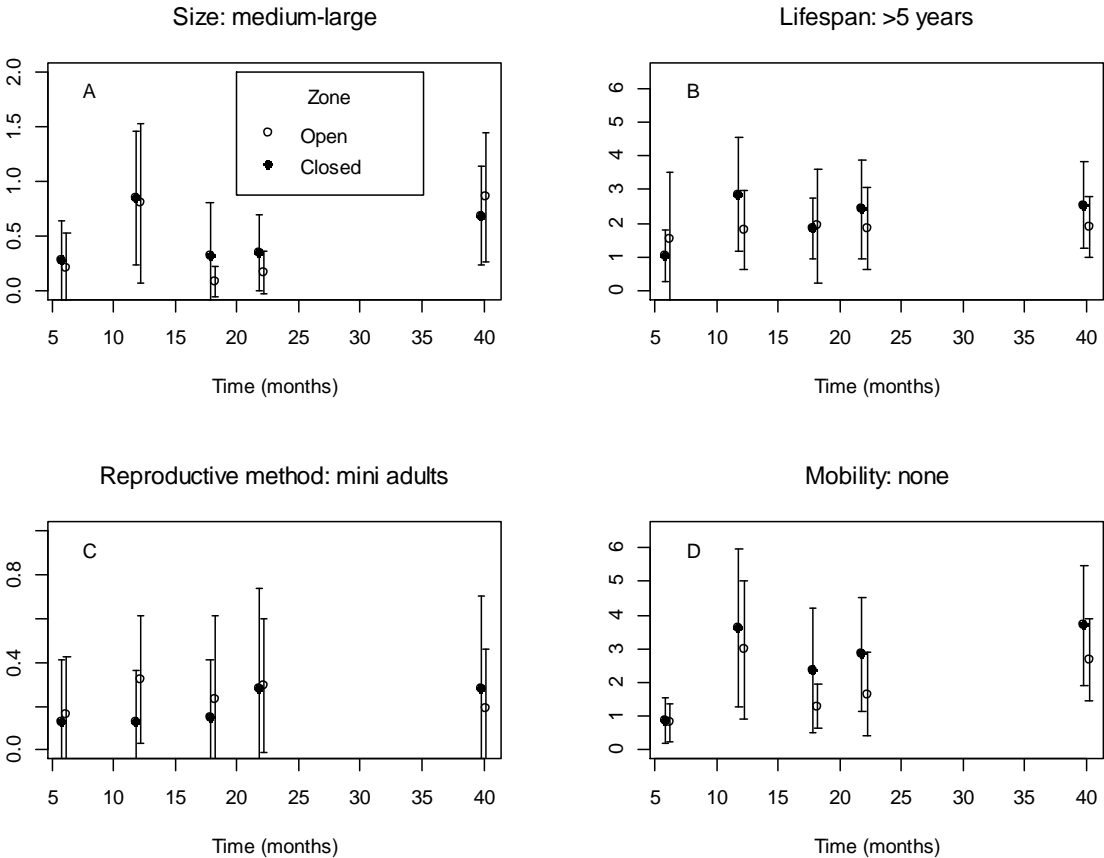 Size: medium-large
A
Zone
Open
Closed
0.0 0.5 1.0 1.5 2.0
5 10 15 20 25 30 35 40
Time (months)
Lifespan: >5 years
B
0 1 2 3 4 5 6
5 10 15 20 25 30 35 40
Time (months)
Reproductive method: mini adults
C
0.0 0.4 0.8
5 10 15 20 25 30 35 40
Time (months)
Mobility: none
D
0 1 2 3 4 5 6
5 10 15 20 25 30 35 40
Time (months)